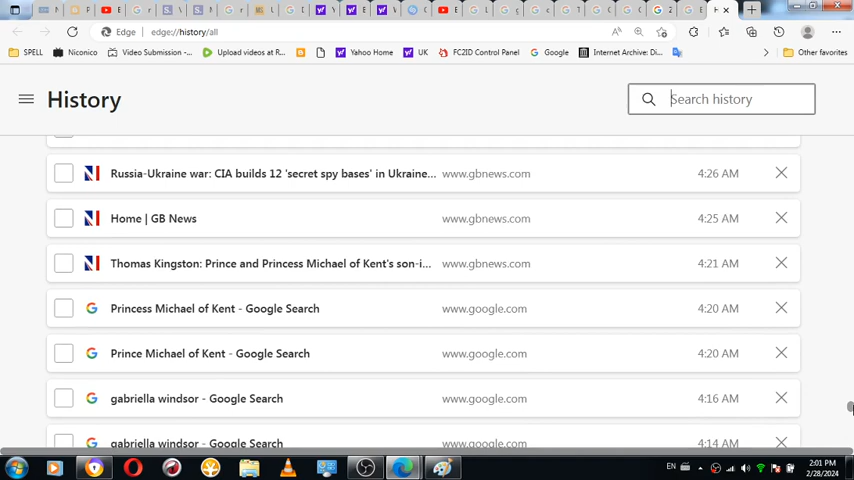 Edge edge://history/all
SPELL Niconico Video Submission -... Upload videos at R... Yahoo Home UK FC2ID Control Panel Google Internet Archive: Di... Other favorites
History
Search history
Russia-Ukraine war: CIA builds 12 'secret spy bases' in Ukraine... www.gbnews.com 4:26 AM
Home | GB News www.gbnews.com 4:25 AM
Thomas Kingston: Prince and Princess Michael of Kent's son-i... www.gbnews.com 4:21 AM
Princess Michael of Kent - Google Search www.google.com 4:20 AM
Prince Michael of Kent - Google Search www.google.com 4:20 AM
gabriella windsor - Google Search www.google.com 4:16 AM
gabriella windsor - Google Search www.google.com 4:14 AM
EN 2:01 PM
2/28/2024